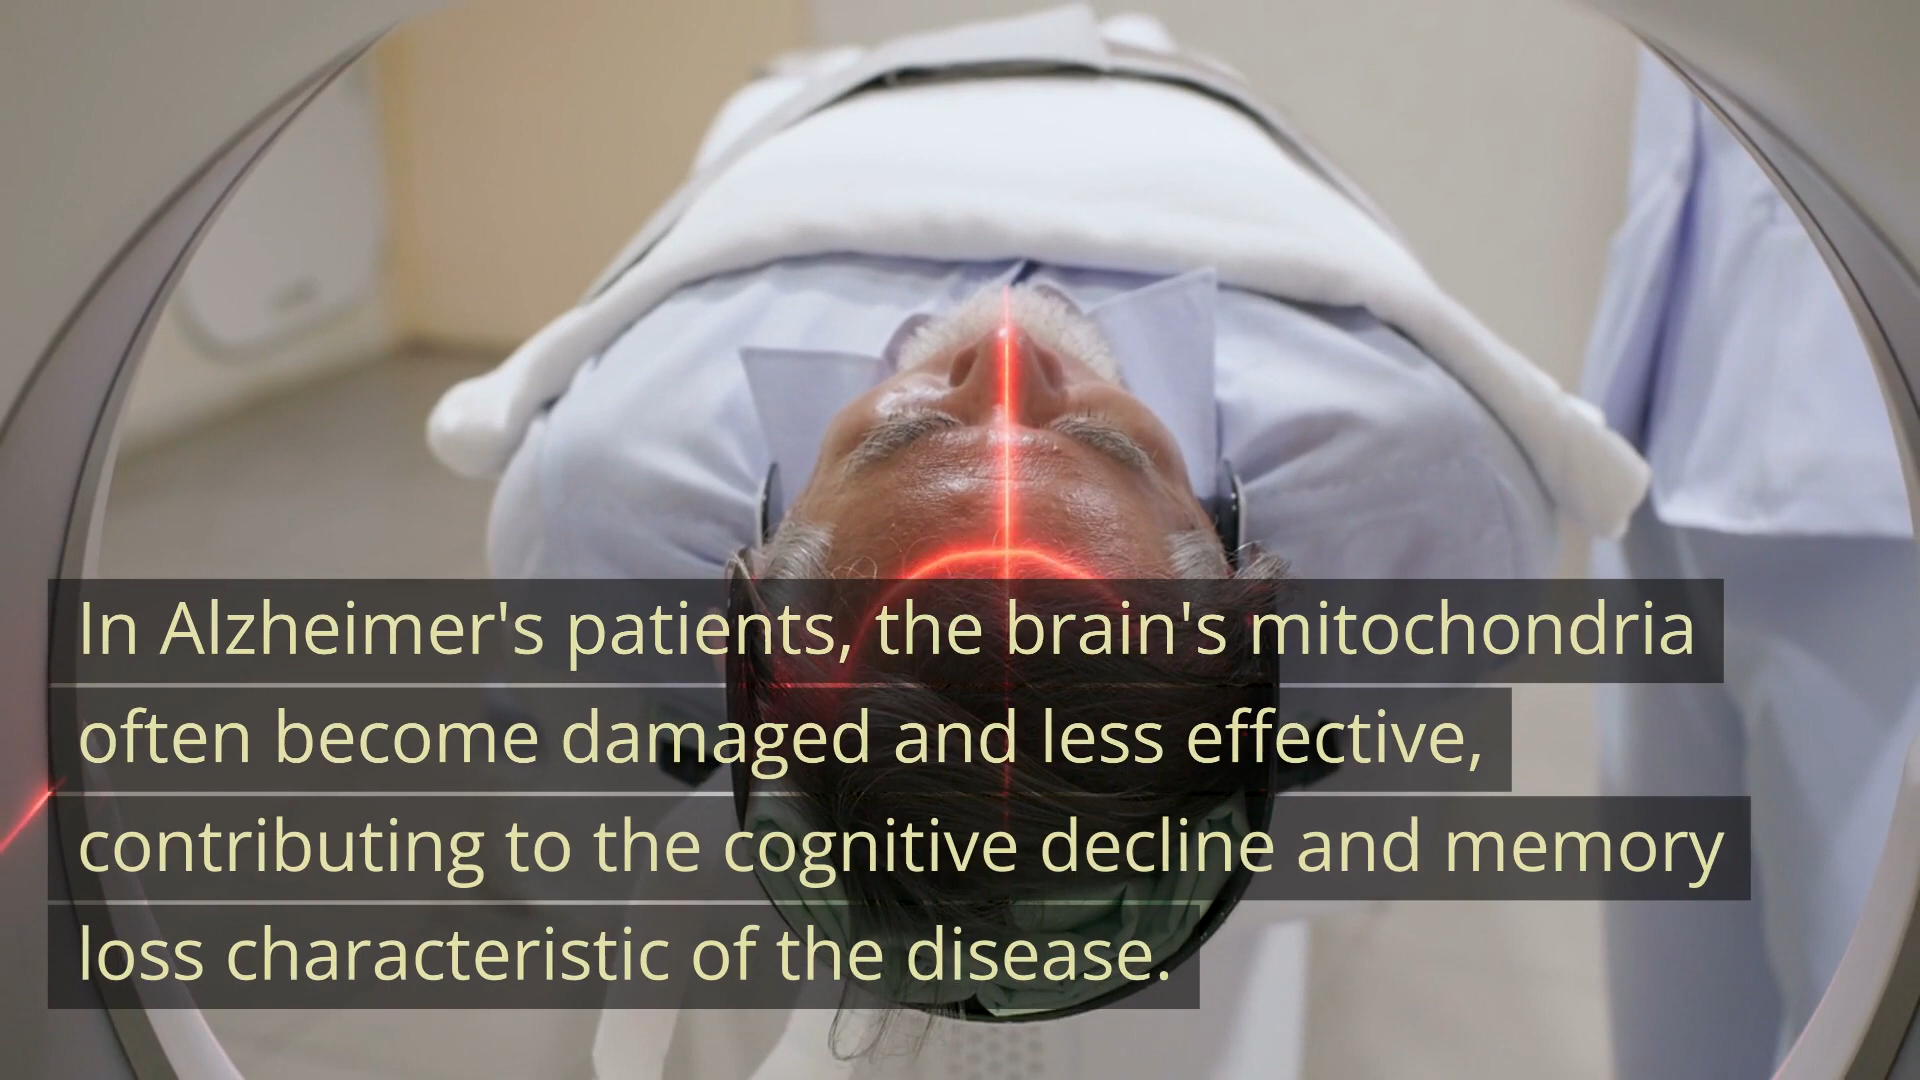 In Alzheimer's patients, the brain's mitochondria
often become damaged and less effective,
contributing to the cognitive decline and memory
loss characteristic of the disease.